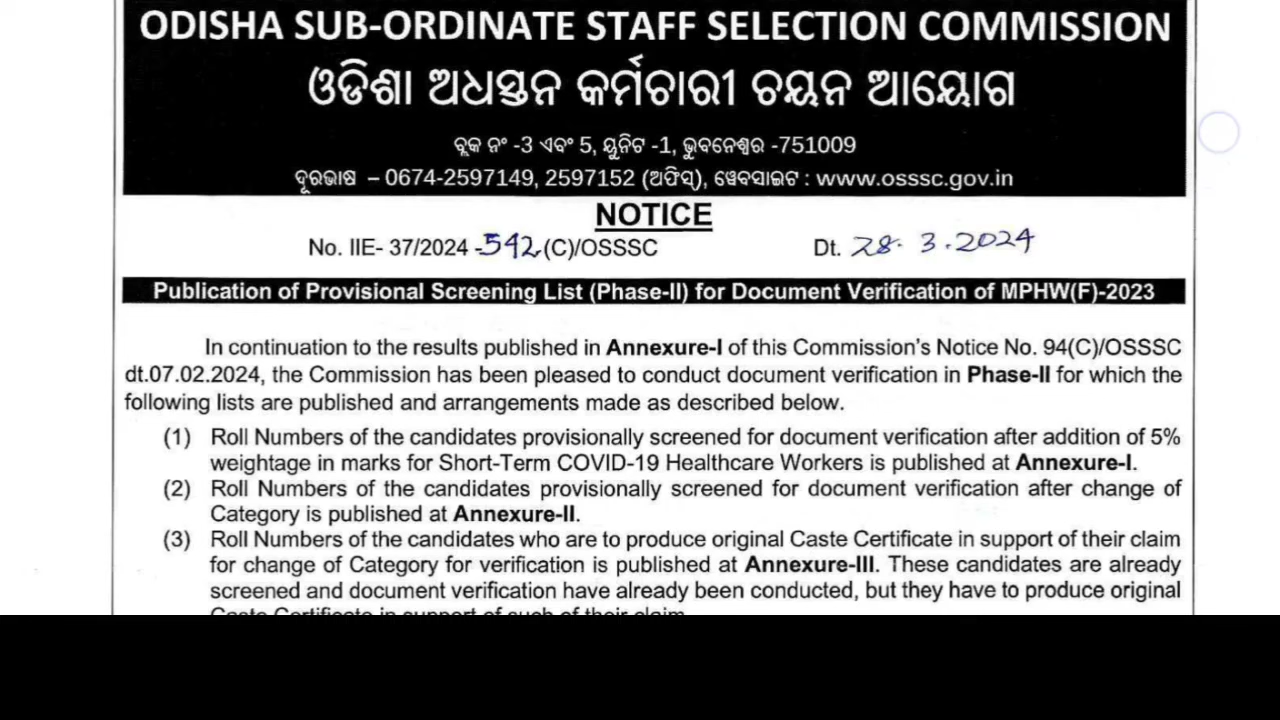 ODISHA SUB-ORDINATE STAFF SELECTION COMMISSION
ଓଡିଶା ଅଧସ୍ତନ କର୍ମଚାରୀ ଚୟନ ଆୟୋଗ
ବ୍ଲକ ନଂ -3 ଏବଂ 5, ୟୁନିଟ -1, ଭୁବନେଶ୍ୱର -751009
ଦୂରଭାଷ – 0674-2597149, 2597152 (ଅଫିସ୍), ୱେବସାଇଟ : www.osssc.gov.in
NOTICE
No. IIE- 37/2024 -542(C)/OSSSC Dt. 28.3.2024
Publication of Provisional Screening List (Phase-II) for Document Verification of MPHW(F)-2023
In continuation to the results published in Annexure-I of this Commission's Notice No. 94(C)/OSSSC
dt.07.02.2024, the Commission has been pleased to conduct document verification in Phase-II for which the
following lists are published and arrangements made as described below.
(1) Roll Numbers of the candidates provisionally screened for document verification after addition of 5%
weightage in marks for Short-Term COVID-19 Healthcare Workers is published at Annexure-I.
(2) Roll Numbers of the candidates provisionally screened for document verification after change of
Category is published at Annexure-II.
(3) Roll Numbers of the candidates who are to produce original Caste Certificate in support of their claim
for change of Category for verification is published at Annexure-III. These candidates are already
screened and document verification have already been conducted, but they have to produce original
Caste Certificate in support of such of their claim.